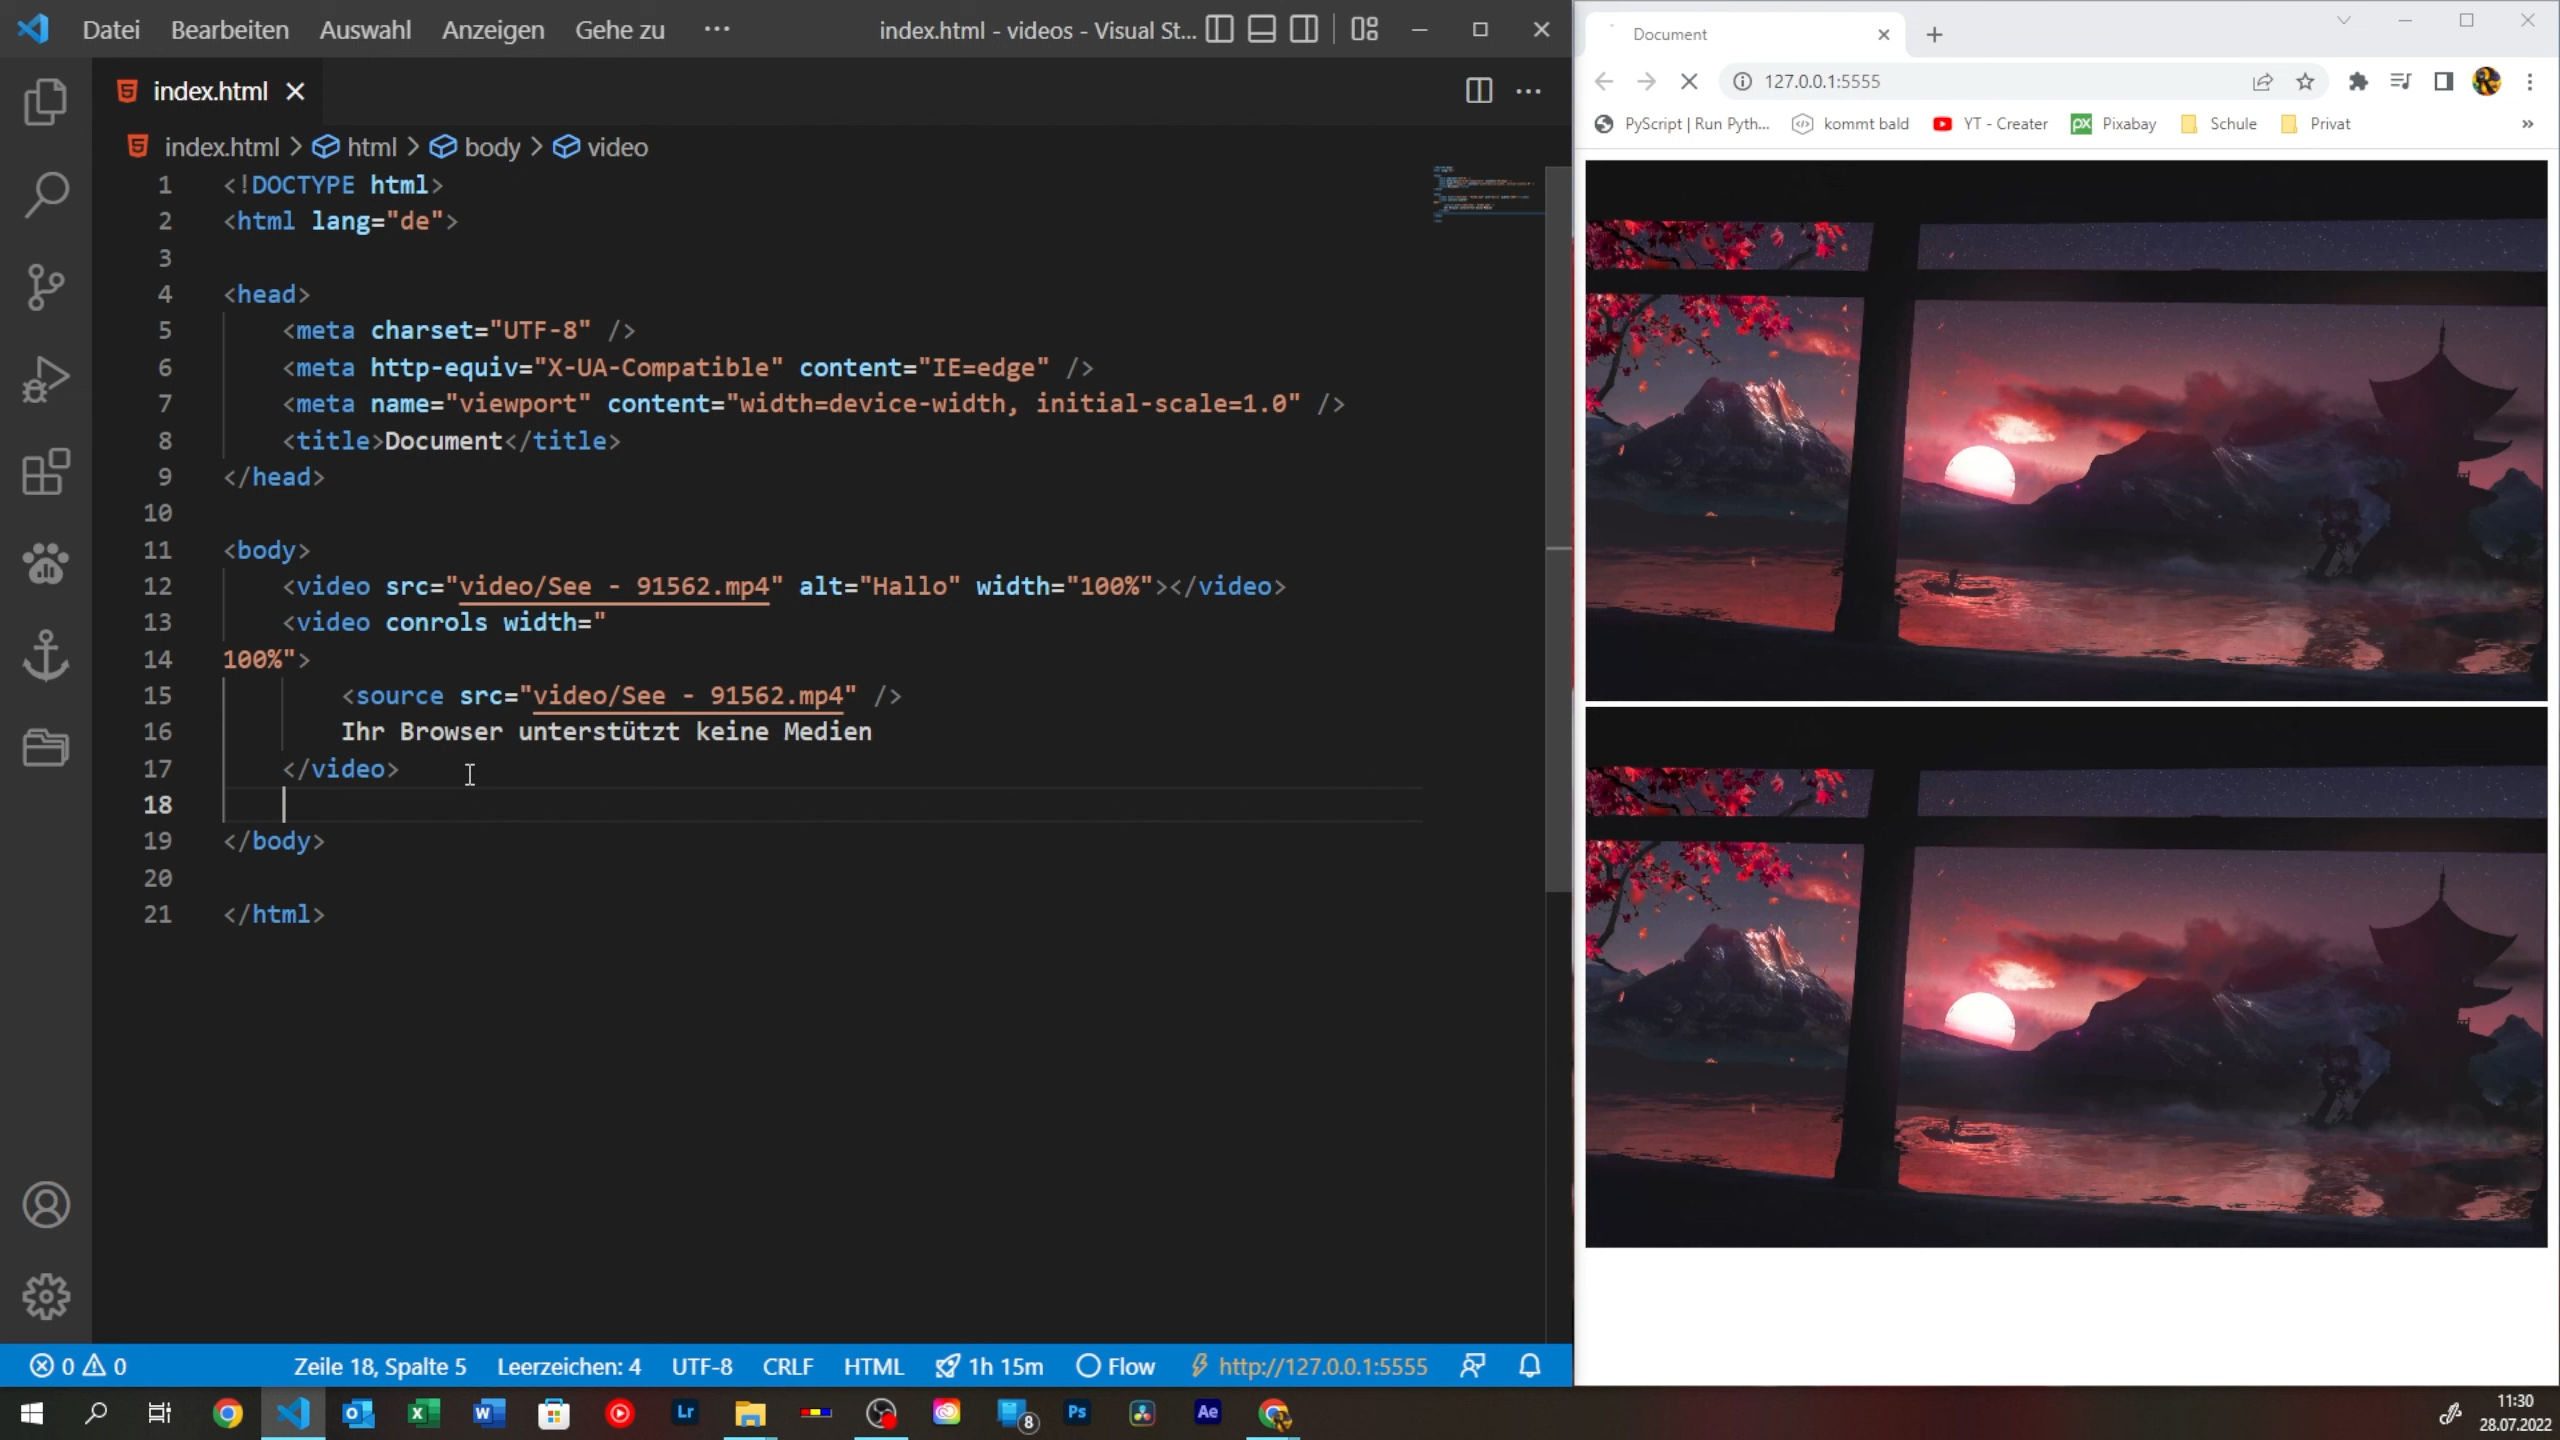 Datei Bearbeiten Auswahl Anzeigen Gehe zu ··· index.html - videos - Visual St...
index.html
index.html > html > body > video
1 <!DOCTYPE html>
2 <html lang="de">
3
4 <head>
5 <meta charset="UTF-8" />
6 <meta http-equiv="X-UA-Compatible" content="IE=edge" />
7 <meta name="viewport" content="width=device-width, initial-scale=1.0" />
8 <title>Document</title>
9 </head>
10
11 <body>
12 <video src="video/See - 91562.mp4" alt="Hallo" width="100%"></video>
13 <video conrols width="
14 100%">
15 <source src="video/See - 91562.mp4" />
16 Ihr Browser unterstützt keine Medien
17 </video>
18
19 </body>
20
21 </html>
0 0 Zeile 18, Spalte 5 Leerzeichen: 4 UTF-8 CRLF HTML 1h 15m Flow http://127.0.0.1:5555
Document
127.0.0.1:5555
PyScript | Run Pyth... kommt bald YT - Creater px Pixabay Schule Privat »
Lr 8 Ps Ae
11:30
28.07.2022